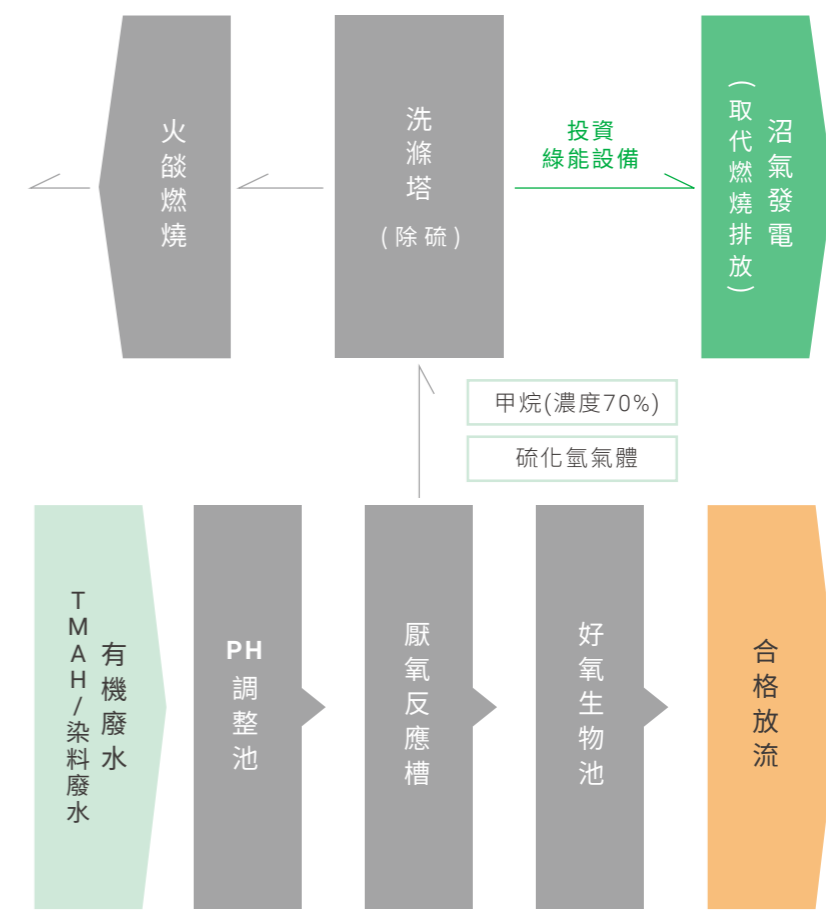 火燄燃燒
洗滌塔
(除硫)
投資
綠能設備
沼氣發電
(取代燃燒排放)
甲烷(濃度70%)
硫化氫氣體
有機廢水
TMAH/染料廢水
PH
調整池
厭氧反應槽
好氧生物池
合格放流